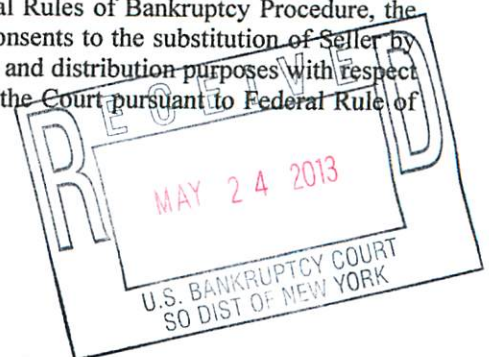 al Rules of Bankruptcy Procedure, the
onsents to the substitution of Seller by
and distribution purposes with respect
the Court pursuant to Federal Rule of
RECEIVED
MAY 24 2013
U.S. BANKRUPTCY COURT
SO DIST OF NEW YORK